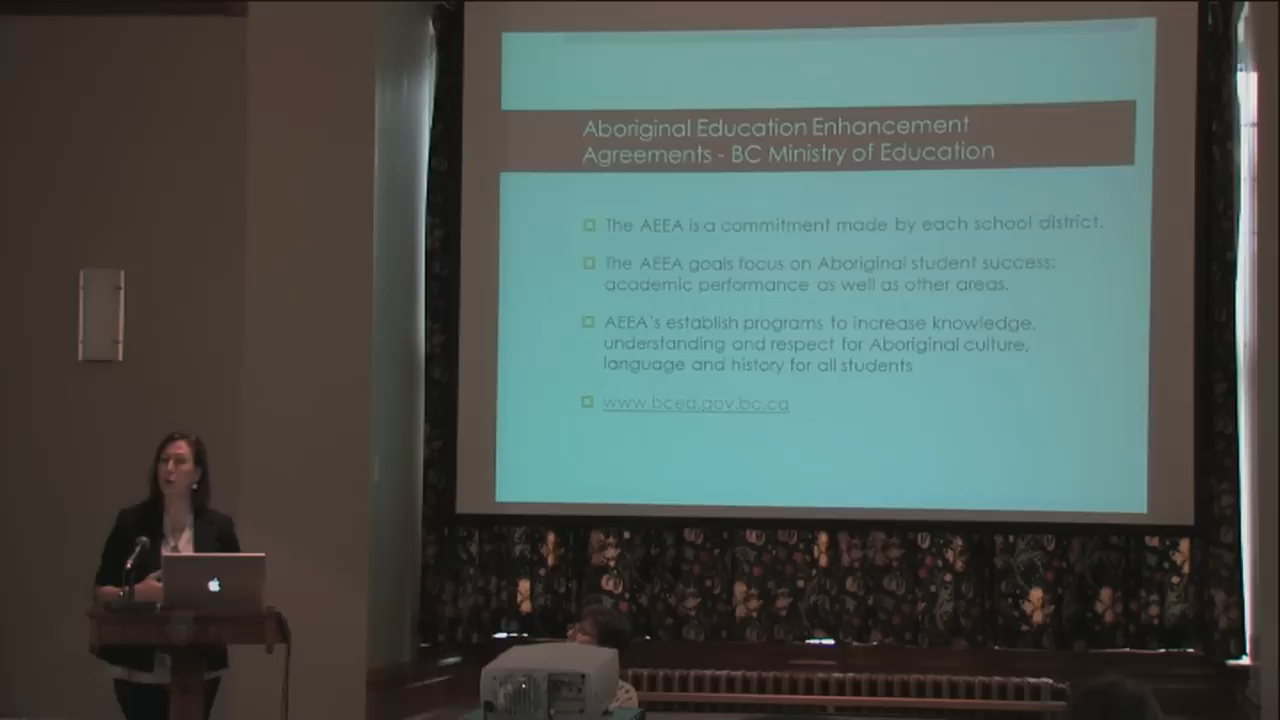 Aboriginal Education Enhancement
Agreements - BC Ministry of Education
The AEEA is a commitment made by each school district.
The AEEA goals focus on Aboriginal student success:
academic performance as well as other areas.
AEEA's establish programs to increase knowledge,
understanding and respect for Aboriginal culture,
language and history for all students
www.bced.gov.bc.ca